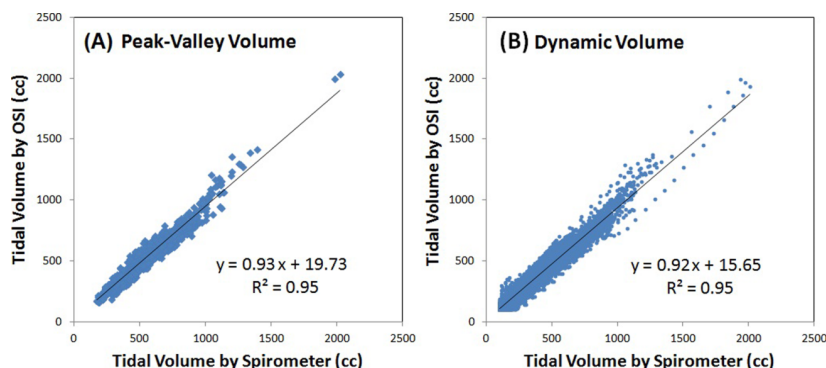 (A) Peak-Valley Volume
2500
2000
1500
1000
500
0
0 500 1000 1500 2000 2500
Tidal Volume by OSI (cc)
Tidal Volume by Spirometer (cc)
y = 0.93x + 19.73
R² = 0.95
(B) Dynamic Volume
2500
2000
1500
1000
500
0
0 500 1000 1500 2000 2500
Tidal Volume by OSI (cc)
Tidal Volume by Spirometer (cc)
y = 0.92x + 15.65
R² = 0.95